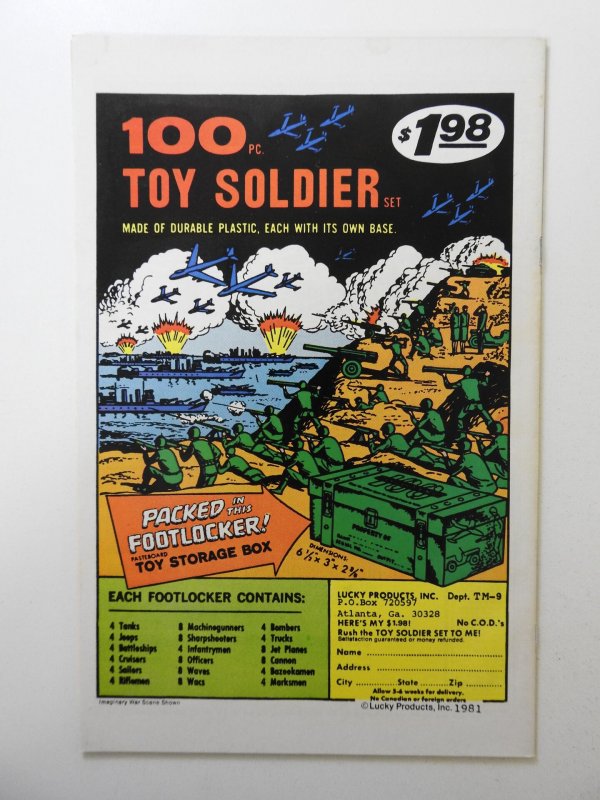 100 PC.
$1.98
TOY SOLDIER SET
MADE OF DURABLE PLASTIC, EACH WITH ITS OWN BASE.
PACKED IN THIS
FOOTLOCKER!
PASTEBOARD
TOY STORAGE BOX
PROPERTY OF
DIMENSIONS:
EACH FOOTLOCKER CONTAINS:
4 Tanks
4 Jeeps
4 Battleships
4 Cruisers
4 Sailors
4 Riflemen
8 Machinegunners
8 Sharpshooters
4 Infantrymen
8 Officers
8 Waves
8 Wacs
4 Bombers
4 Trucks
8 Jet Planes
8 Cannon
4 Bazookamen
4 Marksmen
LUCKY PRODUCTS, INC. Dept. TM-9
P.O.Box 720597
Atlanta, Ga. 30328
HERE'S MY $1.98! No C.O.D.'s
Rush the TOY SOLDIER SET TO ME!
Satisfaction guaranteed or money refunded.
Name
Address
City State Zip
Allow 5-6 weeks for delivery.
No Canadian or foreign orders
Imaginary War Scene Shown
©Lucky Products, Inc. 1981